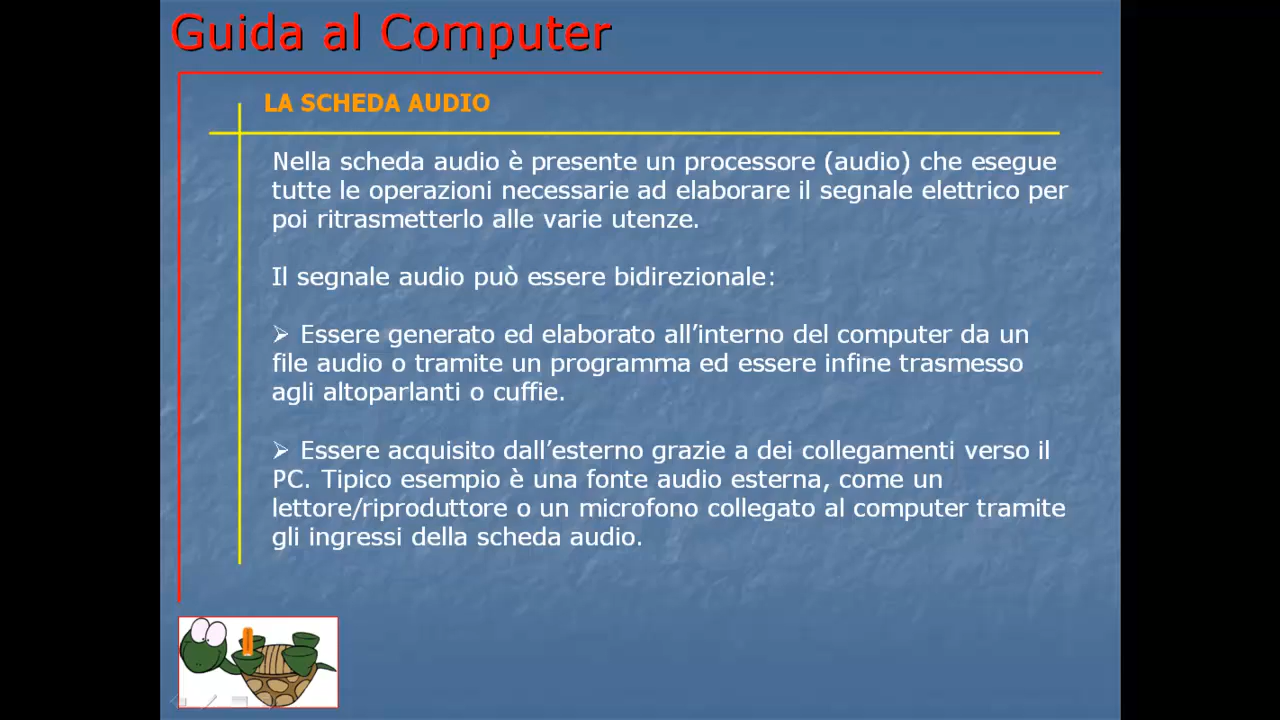 Guida al Computer
LA SCHEDA AUDIO
Nella scheda audio è presente un processore (audio) che esegue
tutte le operazioni necessarie ad elaborare il segnale elettrico per
poi ritrasmetterlo alle varie utenze.
Il segnale audio può essere bidirezionale:
➢ Essere generato ed elaborato all’interno del computer da un
file audio o tramite un programma ed essere infine trasmesso
agli altoparlanti o cuffie.
➢ Essere acquisito dall’esterno grazie a dei collegamenti verso il
PC. Tipico esempio è una fonte audio esterna, come un
lettore/riproduttore o un microfono collegato al computer tramite
gli ingressi della scheda audio.